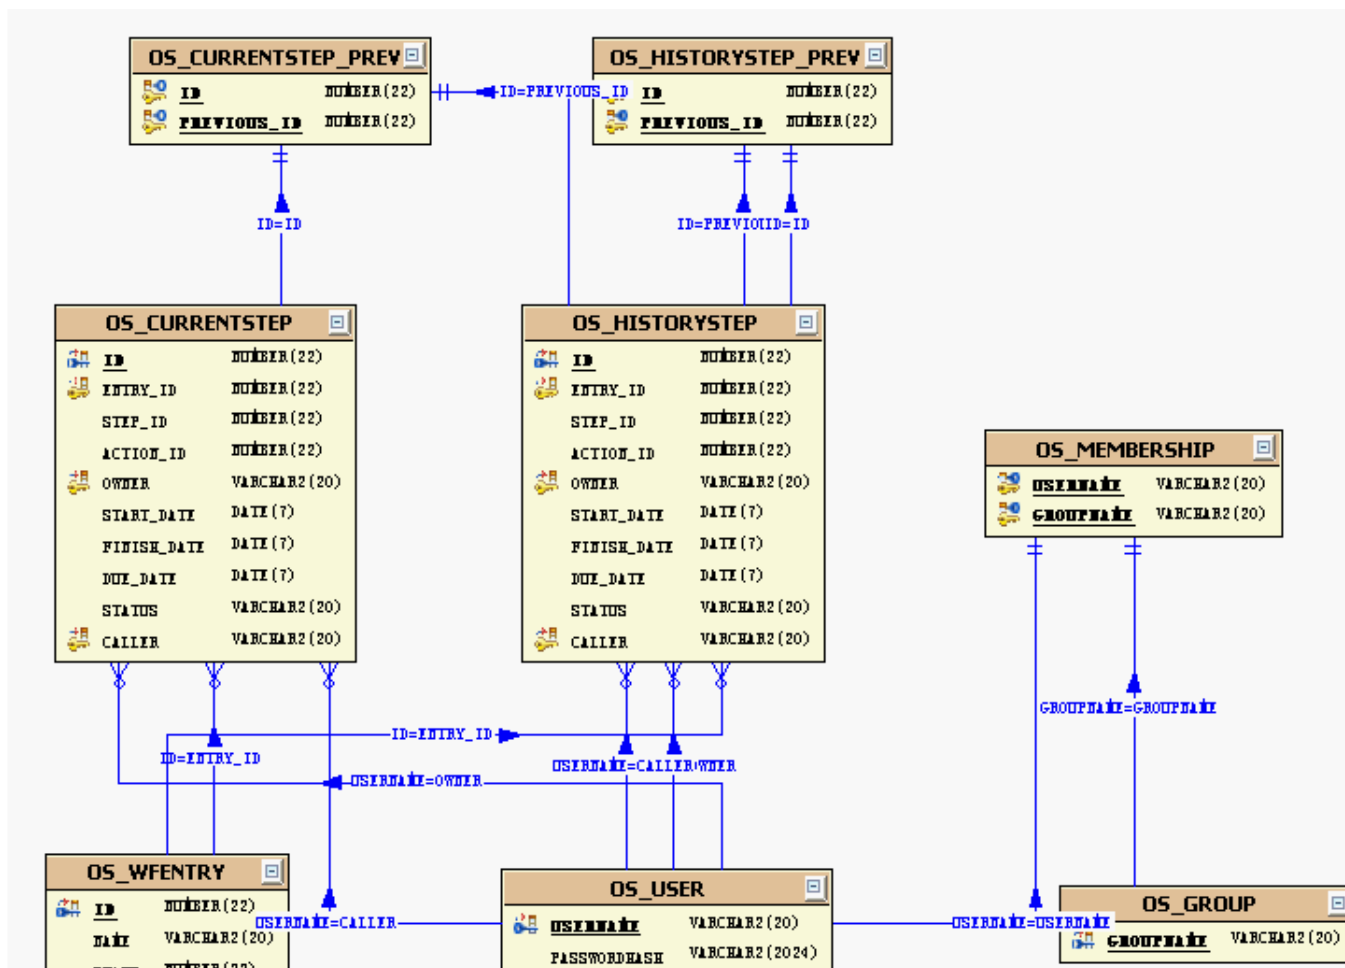 OS_CURRENTSTEP_PREV
ID NUMBER(22)
PREVIOUS_ID NUMBER(22)
ID=PREVIOUS_ID
OS_HISTORYSTEP_PREV
ID NUMBER(22)
PREVIOUS_ID NUMBER(22)
ID=ID
ID=PREVIOU
ID=ID
OS_CURRENTSTEP
ID NUMBER(22)
ENTRY_ID NUMBER(22)
STEP_ID NUMBER(22)
ACTION_ID NUMBER(22)
OWNER VARCHAR2(20)
START_DATE DATE(7)
FINISH_DATE DATE(7)
DUE_DATE DATE(7)
STATUS VARCHAR2(20)
CALLER VARCHAR2(20)
OS_HISTORYSTEP
ID NUMBER(22)
ENTRY_ID NUMBER(22)
STEP_ID NUMBER(22)
ACTION_ID NUMBER(22)
OWNER VARCHAR2(20)
START_DATE DATE(7)
FINISH_DATE DATE(7)
DUE_DATE DATE(7)
STATUS VARCHAR2(20)
CALLER VARCHAR2(20)
OS_MEMBERSHIP
USERNAME VARCHAR2(20)
GROUPNAME VARCHAR2(20)
GROUPNAME=GROUPNAME
ID=ENTRY_ID
ID=ENTRY_ID
USERNAME=CALLER
USERNAME=OWNER
OS_WFENTRY
ID NUMBER(22)
NAME VARCHAR2(20)
NUMBER(22)
USERNAME=CALLER
OS_USER
USERNAME VARCHAR2(20)
PASSWORDHASH VARCHAR2(2024)
USERNAME=USERNAME
OS_GROUP
GROUPNAME VARCHAR2(20)